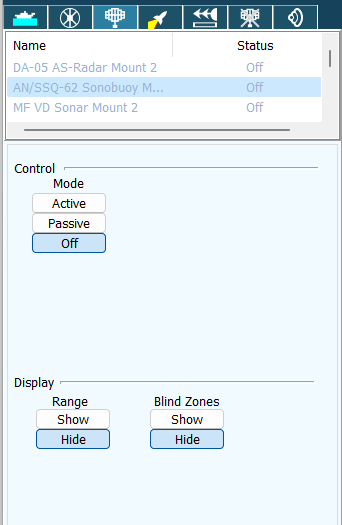 Name Status
DA-05 AS-Radar Mount 2 Off
AN/SSQ-62 Sonobuoy M... Off
MF VD Sonar Mount 2 Off
Control
Mode
Active
Passive
Off
Display
Range Blind Zones
Show Show
Hide Hide